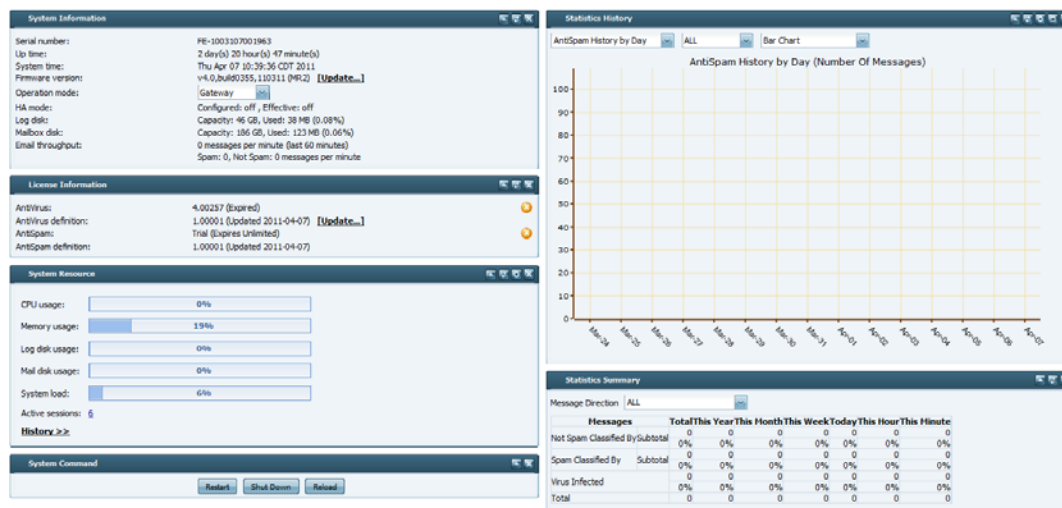 System Information
Serial number: FE-1003107001963
Up time: 2 day(s) 20 hour(s) 47 minute(s)
System time: Thu Apr 07 10:39:36 CDT 2011
Firmware version: v4.0,build0355,110311 (MR2) [Update...]
Operation mode: Gateway
HA mode: Configured: off , Effective: off
Log disk: Capacity: 46 GB, Used: 38 MB (0.08%)
Mailbox disk: Capacity: 186 GB, Used: 123 MB (0.06%)
Email throughput: 0 messages per minute (last 60 minutes)
Spam: 0, Not Spam: 0 messages per minute
License Information
AntiVirus: 4.00257 (Expired)
AntiVirus definition: 1.00001 (Updated 2011-04-07) [Update...]
AntiSpam: Trial (Expires Unlimited)
AntiSpam definition: 1.00001 (Updated 2011-04-07)
System Resource
CPU usage: 0%
Memory usage: 19%
Log disk usage: 0%
Mail disk usage: 0%
System load: 6%
Active sessions: 6
History >>
System Command
Restart Shut Down Reload
Statistics History
AntiSpam History by Day ALL Bar Chart
AntiSpam History by Day (Number Of Messages)
100
90
80
70
60
50
40
30
20
10
0
Mar-24 Mar-25 Mar-26 Mar-27 Mar-28 Mar-29 Mar-30 Mar-31 Apr-01 Apr-02 Apr-03 Apr-04 Apr-05 Apr-06 Apr-07
Statistics Summary
Message Direction ALL
Messages Total This Year This Month This Week Today This Hour This Minute
Not Spam Classified By Subtotal 0 0 0 0 0 0 0
0% 0% 0% 0% 0% 0% 0%
Spam Classified By Subtotal 0 0 0 0 0 0 0
0% 0% 0% 0% 0% 0% 0%
Virus Infected 0 0 0 0 0 0 0
0% 0% 0% 0% 0% 0% 0%
Total 0 0 0 0 0 0 0